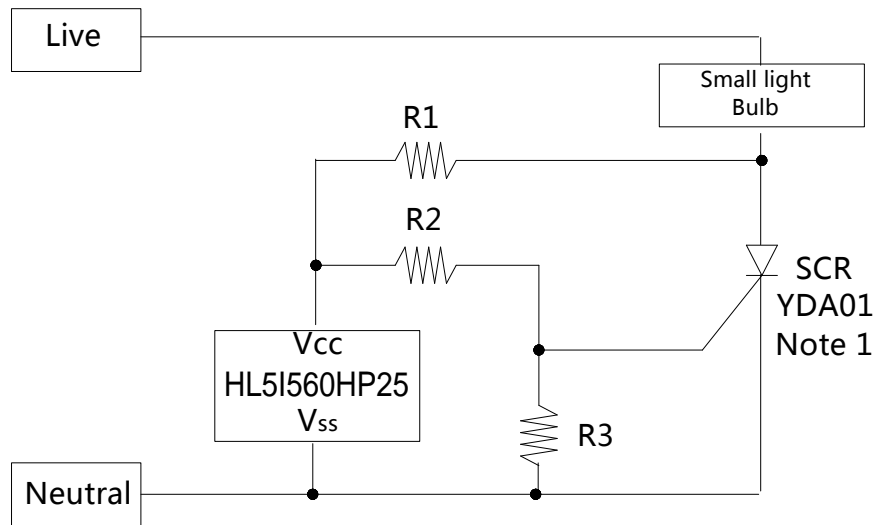 Live
Small light
Bulb
R1
R2
SCR
YDA01
Note 1
Vcc
HL5I560HP25
Vss
R3
Neutral